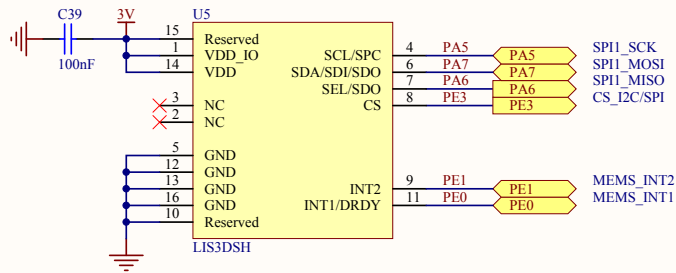 C39
3V
U5
100nF
15 Reserved
1 VDD_IO
14 VDD
3 NC
2 NC
5 GND
12 GND
13 GND
16 GND
10 Reserved
SCL/SPC 4 PA5 PA5 SPI1_SCK
SDA/SDI/SDO 6 PA7 PA7 SPI1_MOSI
SEL/SDO 7 PA6 PA6 SPI1_MISO
CS 8 PE3 PE3 CS_I2C/SPI
INT2 9 PE1 PE1 MEMS_INT2
INT1/DRDY 11 PE0 PE0 MEMS_INT1
LIS3DSH